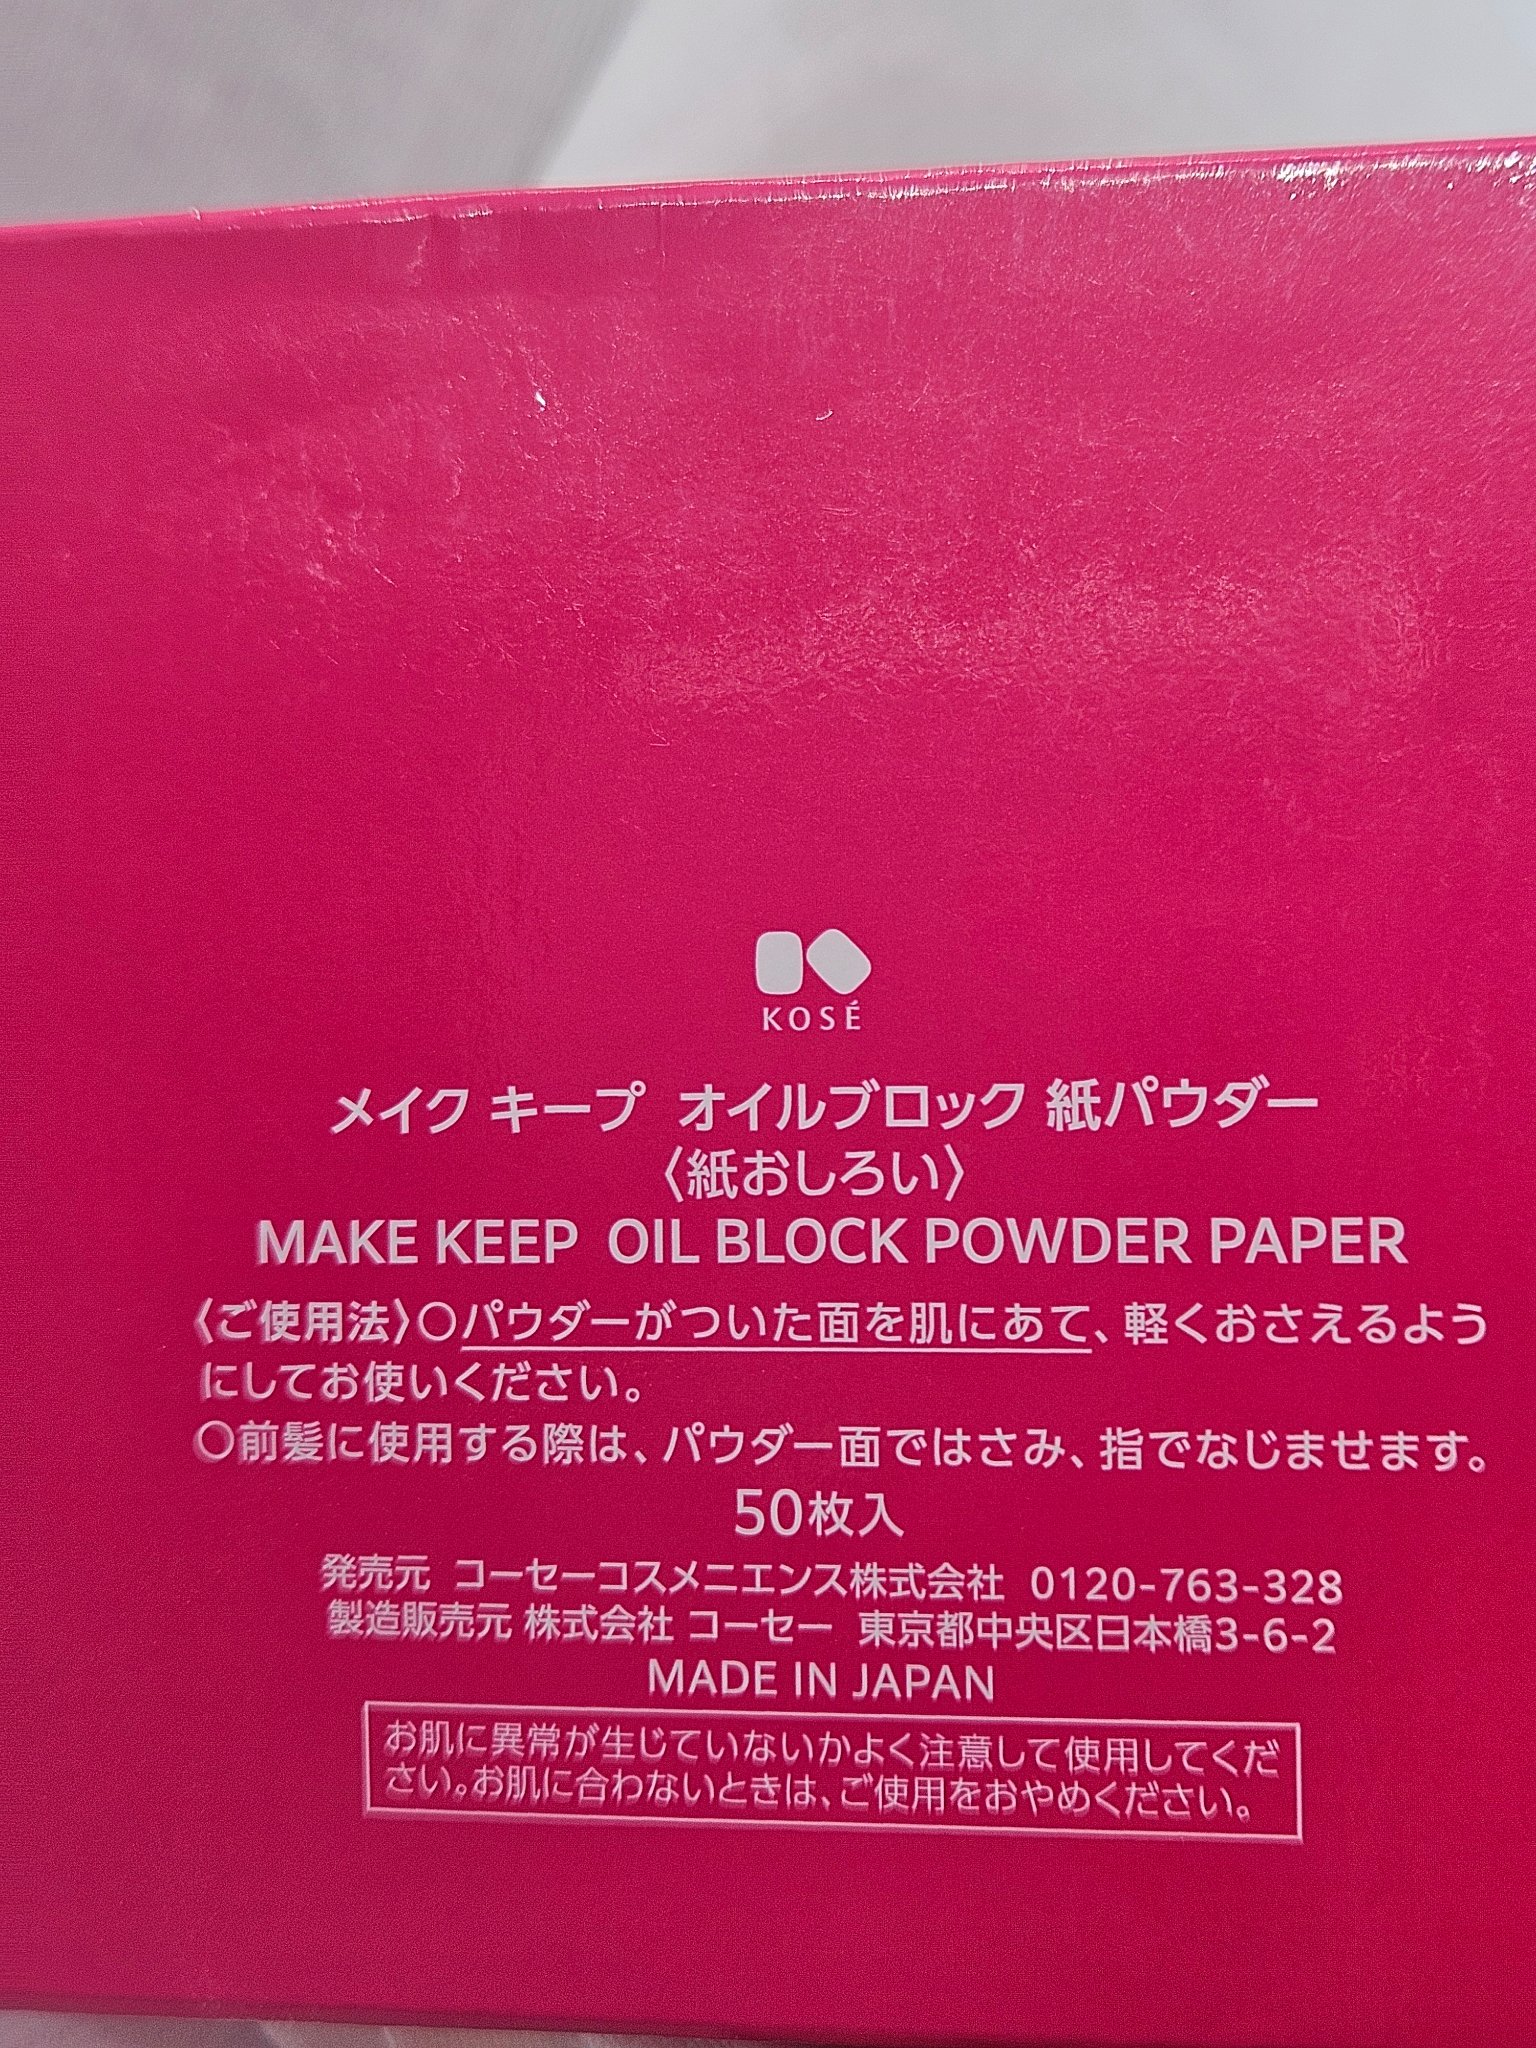 KOSÉ
メイク キープ オイルブロック 紙パウダー
〈紙おしろい〉
MAKE KEEP OIL BLOCK POWDER PAPER
〈ご使用法〉○パウダーがついた面を肌にあて、軽くおさえるよう
にしてお使いください。
○前髪に使用する際は、パウダー面ではさみ、指でなじませます。
50枚入
発売元 コーセーコスメニエンス株式会社 0120-763-328
製造販売元 株式会社 コーセー 東京都中央区日本橋3-6-2
MADE IN JAPAN
お肌に異常が生じていないかよく注意して使用してくだ
さい。お肌に合わないときは、ご使用をおやめください。